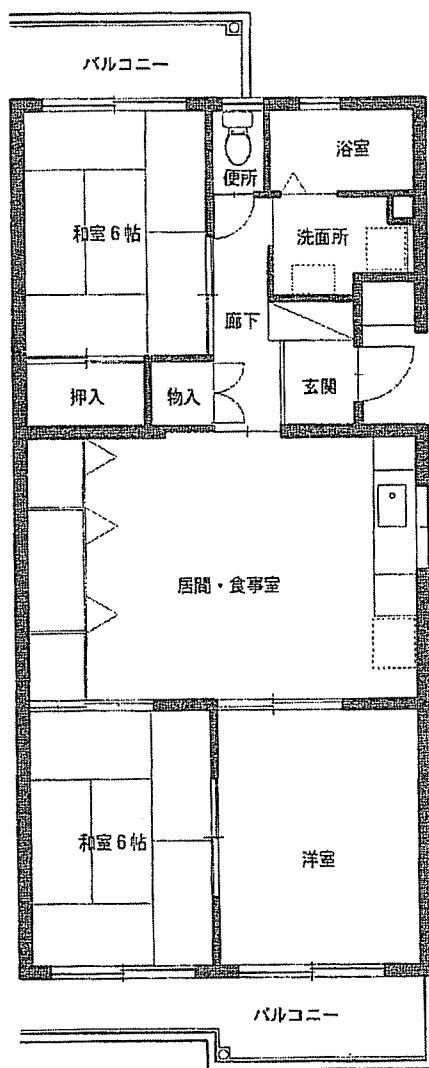 バルコニー
浴室
便所
和室6帖
洗面所
廊下
押入
物入
玄関
居間・食事室
和室6帖
洋室
バルコニー